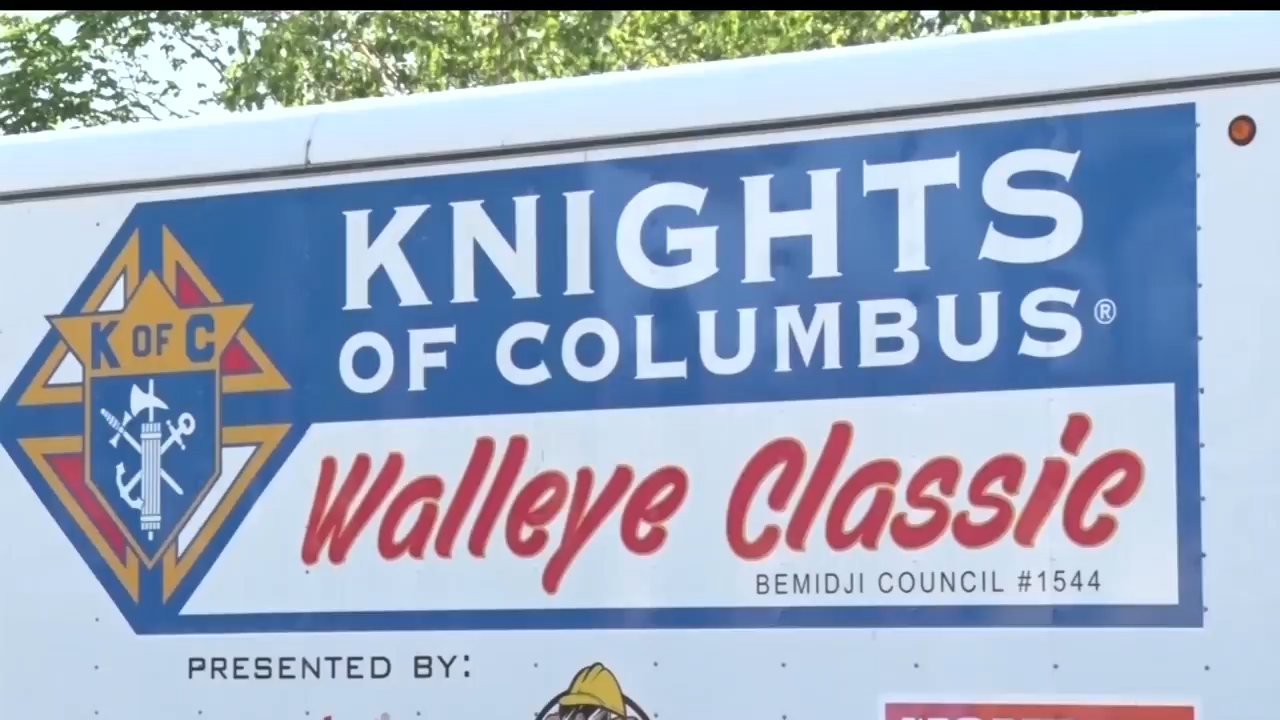 KNIGHTS
OF COLUMBUS®
K OF C
Walleye Classic
BEMIDJI COUNCIL #1544
PRESENTED BY: